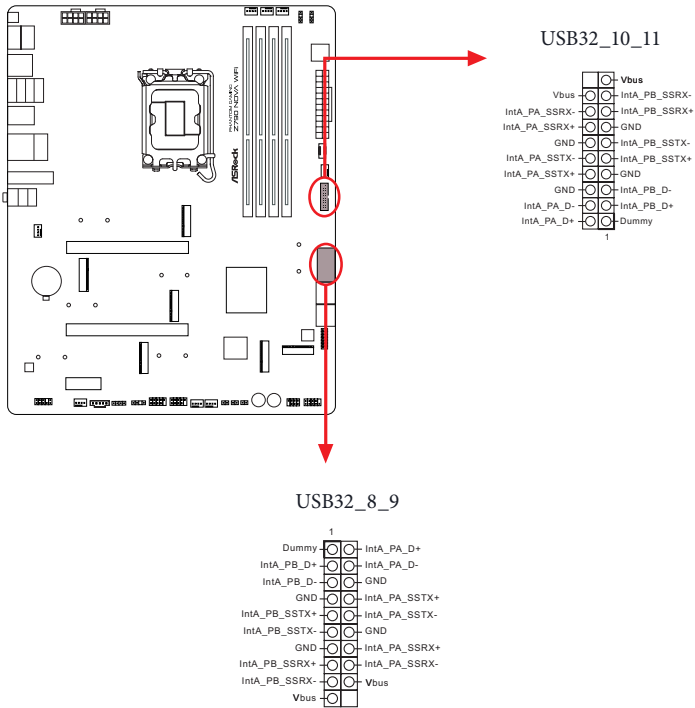 USB32_10_11
Vbus
Vbus IntA_PB_SSRX-
IntA_PA_SSRX- IntA_PB_SSRX+
IntA_PA_SSRX+ GND
GND IntA_PB_SSTX-
IntA_PA_SSTX- IntA_PB_SSTX+
IntA_PA_SSTX+ GND
GND IntA_PB_D-
IntA_PA_D- IntA_PB_D+
IntA_PA_D+ Dummy
1
PHANTOM GAMING
Z790 NOVA WIFI
ASRock
USB32_8_9
1
Dummy IntA_PA_D+
IntA_PB_D+ IntA_PA_D-
IntA_PB_D- GND
GND IntA_PA_SSTX+
IntA_PB_SSTX+ IntA_PA_SSTX-
IntA_PB_SSTX- GND
GND IntA_PA_SSRX+
IntA_PB_SSRX+ IntA_PA_SSRX-
IntA_PB_SSRX- Vbus
Vbus